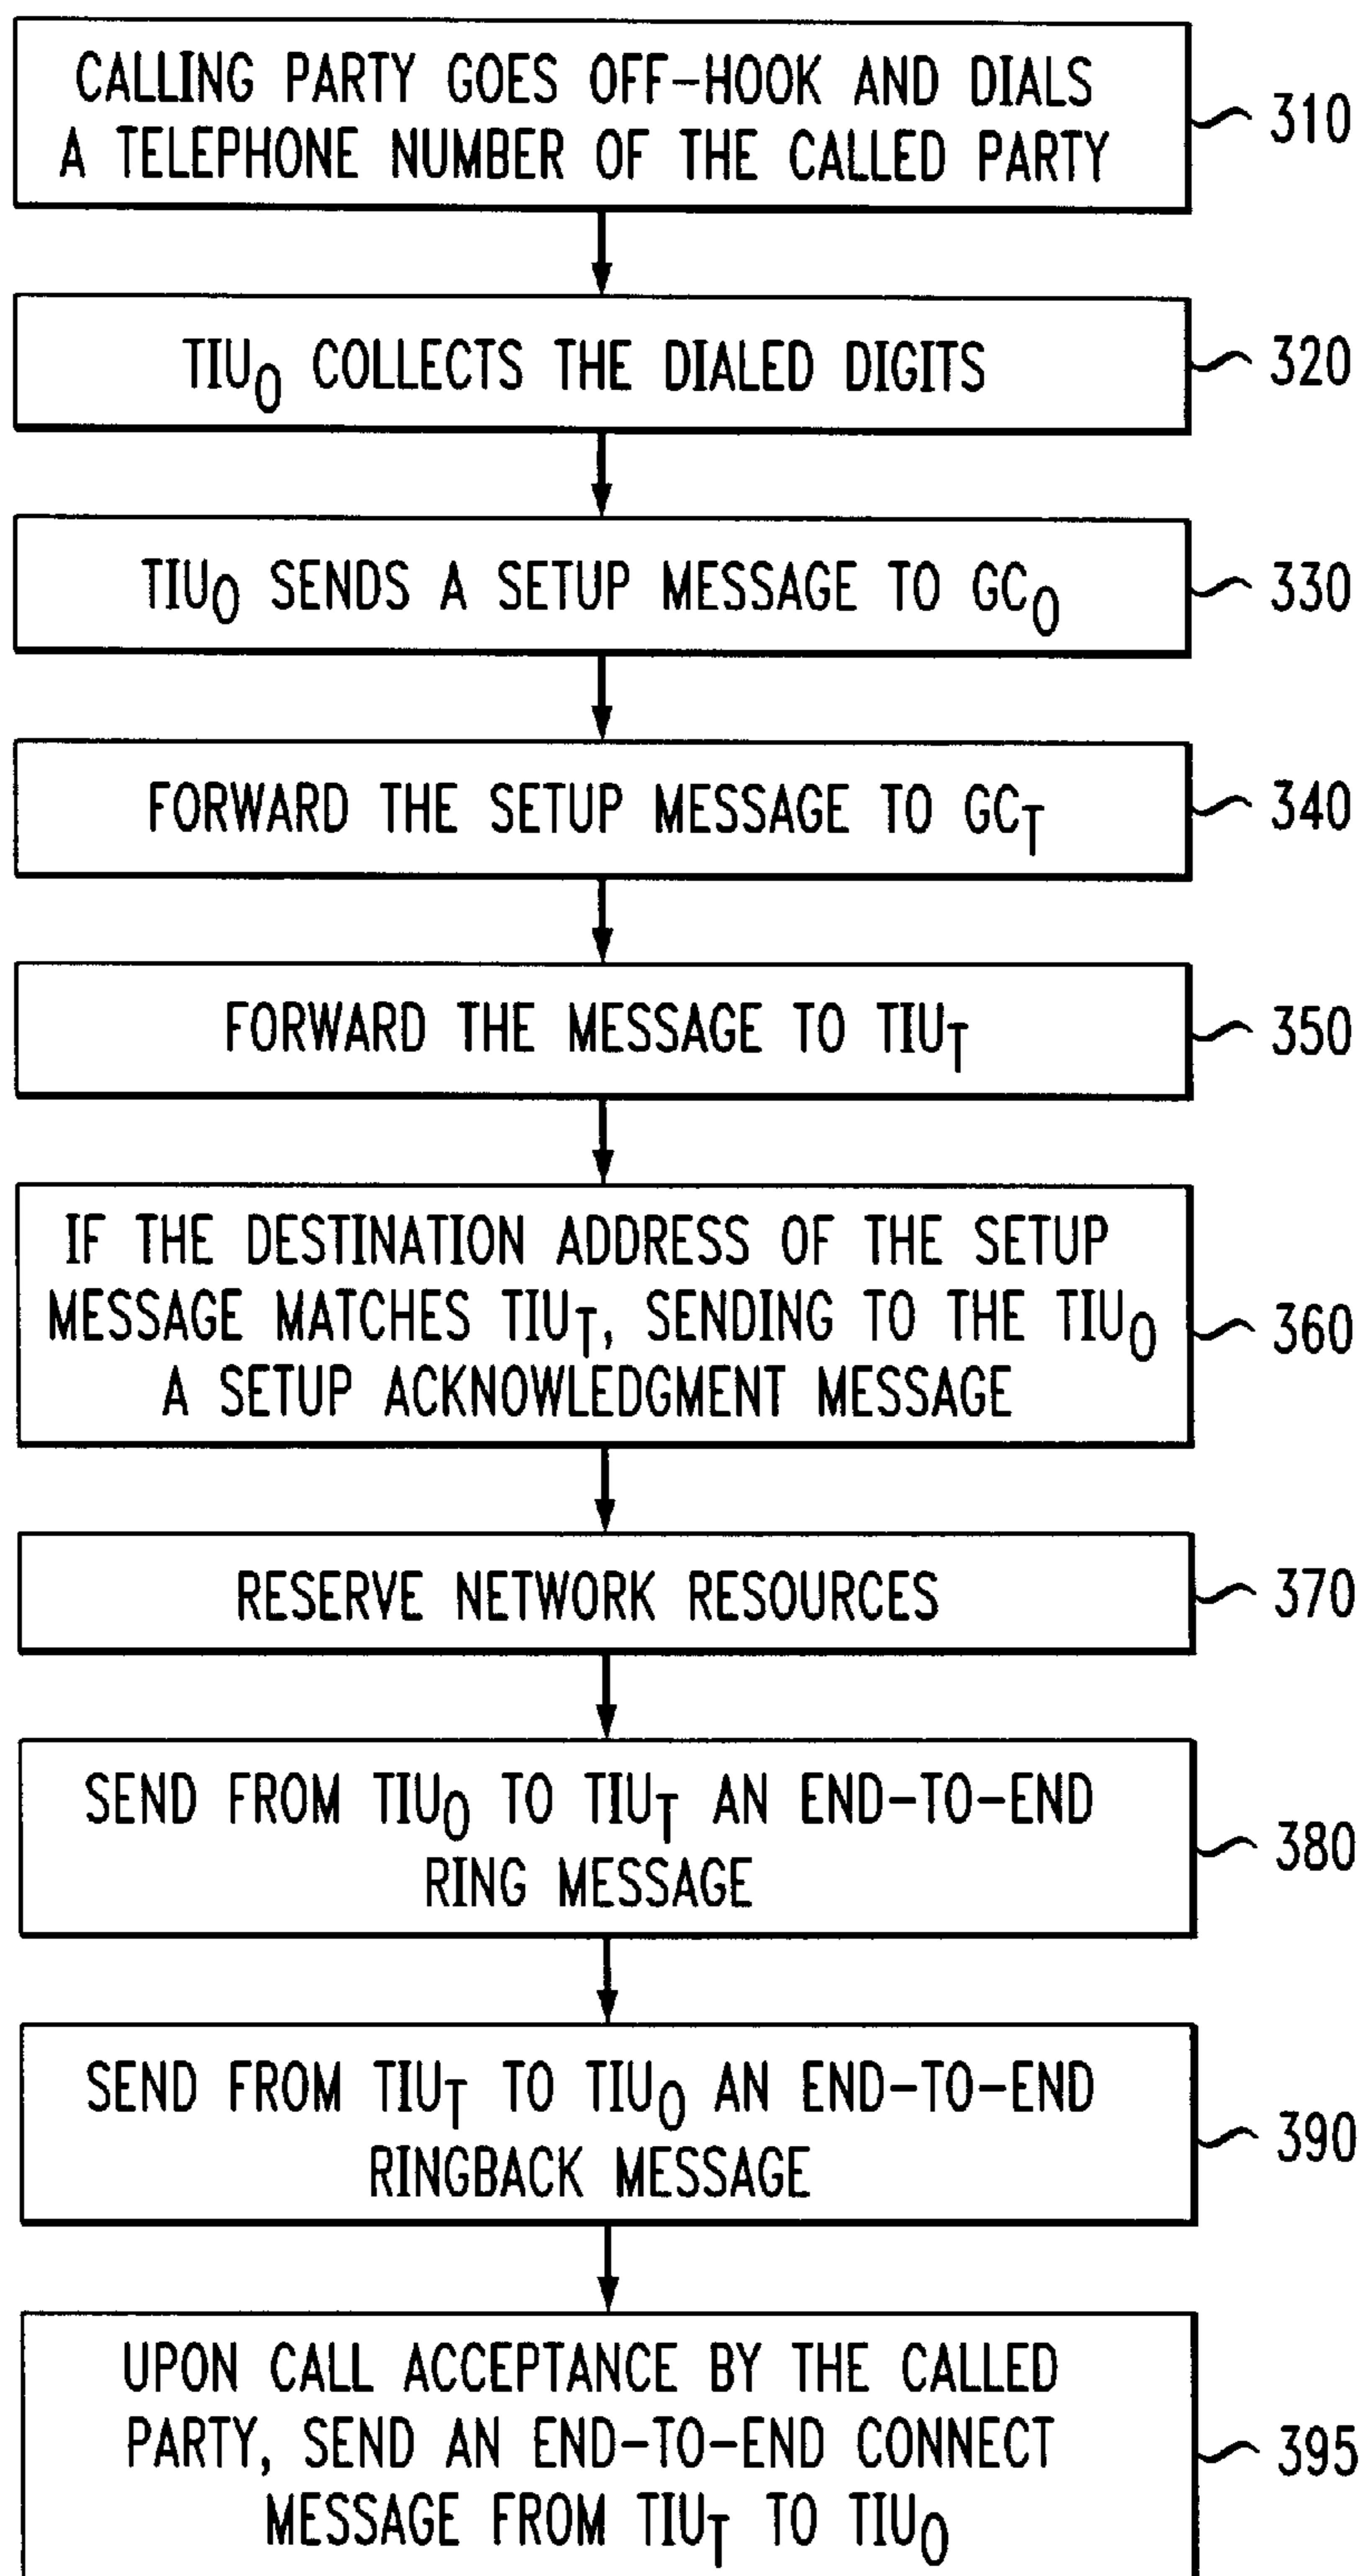 CALLING PARTY GOES OFF-HOOK AND DIALS
A TELEPHONE NUMBER OF THE CALLED PARTY
310
TIUO COLLECTS THE DIALED DIGITS
320
TIUO SENDS A SETUP MESSAGE TO GCO
330
FORWARD THE SETUP MESSAGE TO GCT
340
FORWARD THE MESSAGE TO TIUT
350
IF THE DESTINATION ADDRESS OF THE SETUP
MESSAGE MATCHES TIUT, SENDING TO THE TIUO
A SETUP ACKNOWLEDGMENT MESSAGE
360
RESERVE NETWORK RESOURCES
370
SEND FROM TIUO TO TIUT AN END-TO-END
RING MESSAGE
380
SEND FROM TIUT TO TIUO AN END-TO-END
RINGBACK MESSAGE
390
UPON CALL ACCEPTANCE BY THE CALLED
PARTY, SEND AN END-TO-END CONNECT
MESSAGE FROM TIUT TO TIUO
395